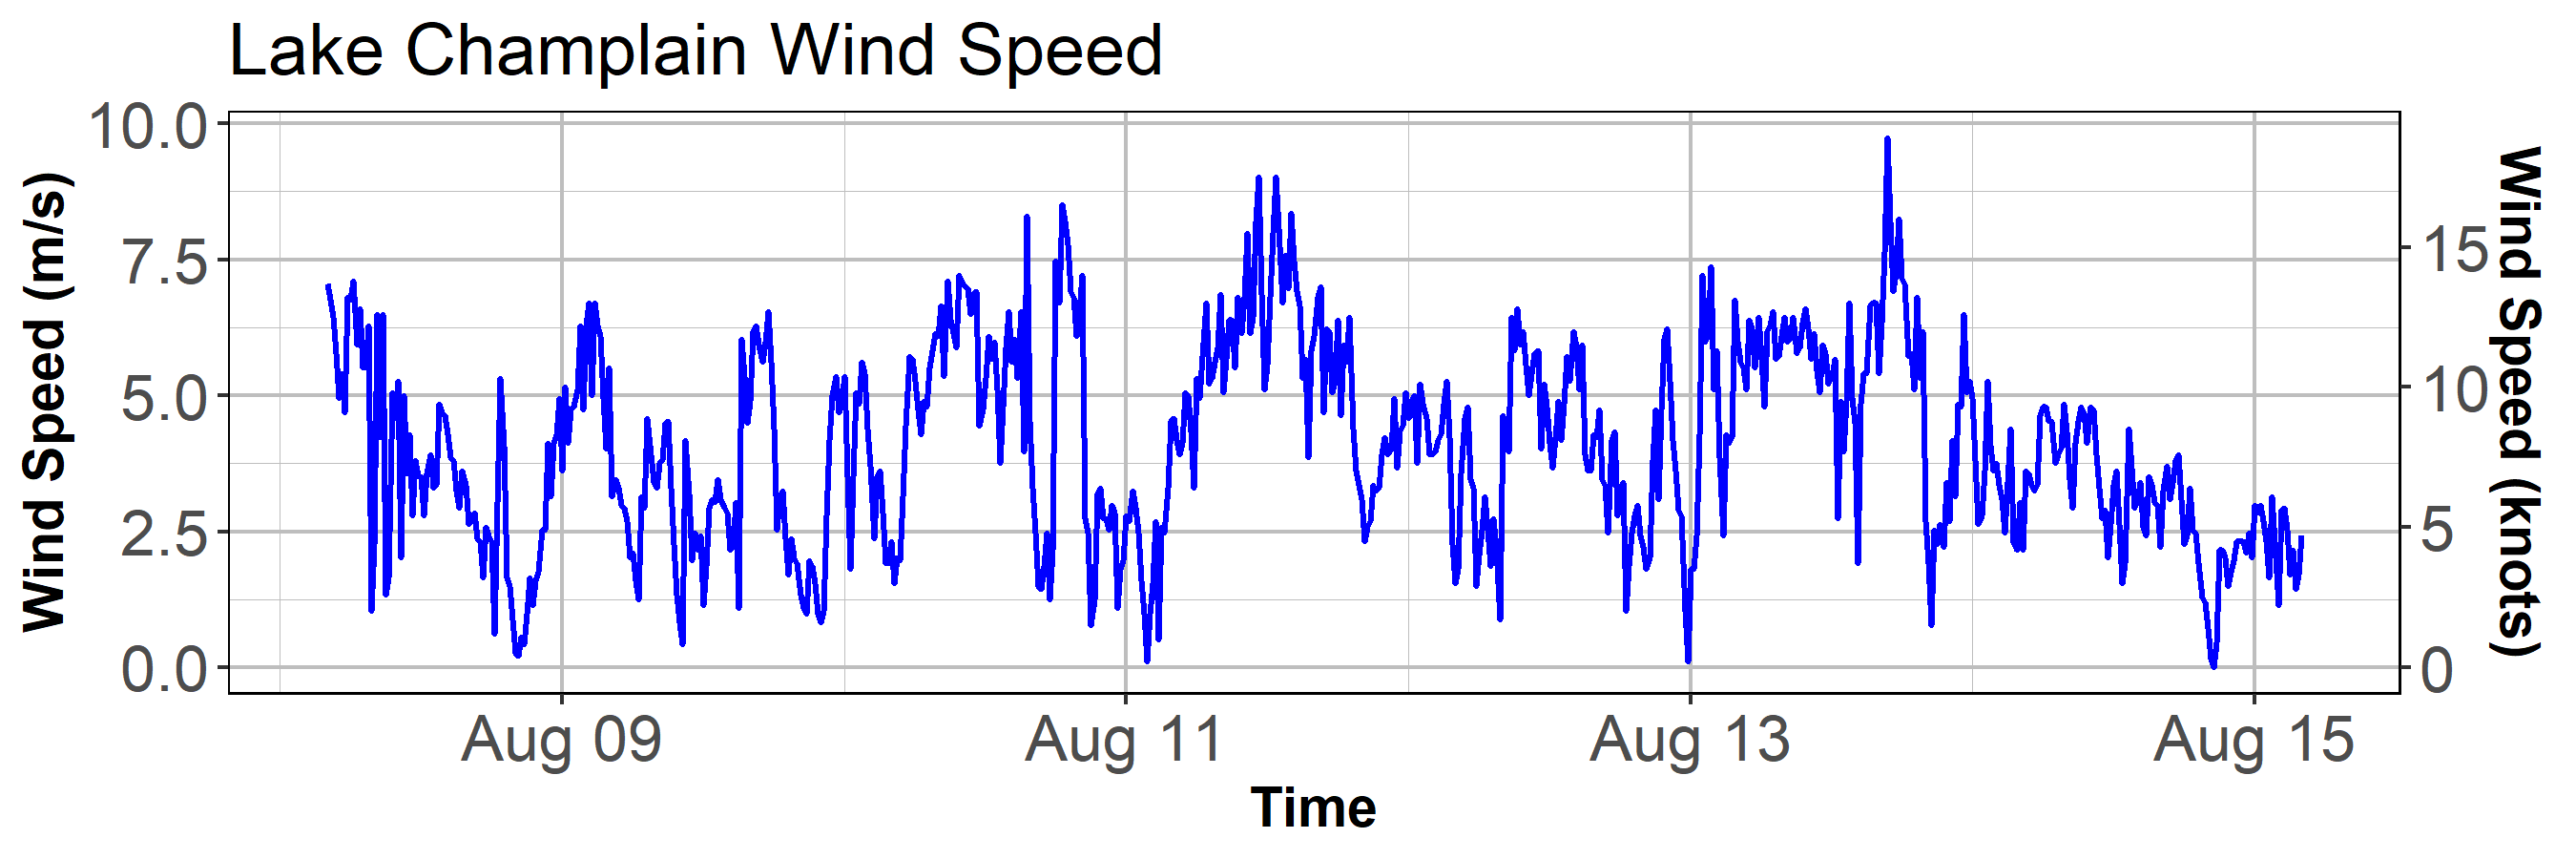 Lake Champlain Wind Speed
10.0
7.5
5.0
2.5
0.0
Wind Speed (m/s)
15
10
5
0
Wind Speed (knots)
Aug 09
Aug 11
Aug 13
Aug 15
Time